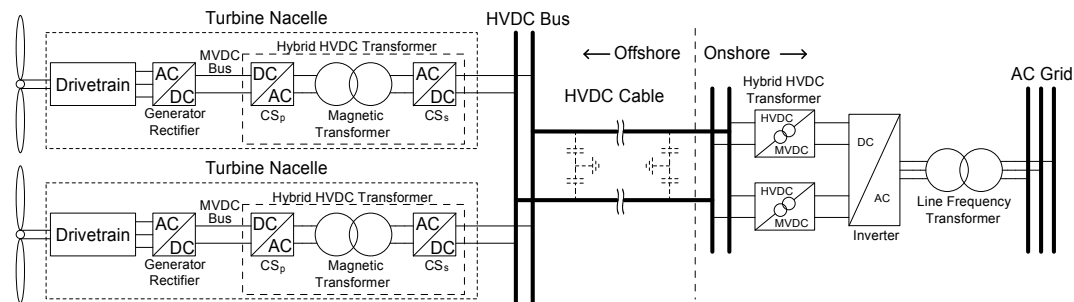 Turbine Nacelle
Hybrid HVDC Transformer
MVDC
Bus
Drivetrain
AC
DC
Generator
Rectifier
DC
AC
CSp
Magnetic
Transformer
AC
DC
CSs
Turbine Nacelle
Hybrid HVDC Transformer
MVDC
Bus
Drivetrain
AC
DC
Generator
Rectifier
DC
AC
CSp
Magnetic
Transformer
AC
DC
CSs
HVDC Bus
← Offshore
Onshore →
HVDC Cable
Hybrid HVDC
Transformer
HVDC
MVDC
HVDC
MVDC
DC
AC
Inverter
Line Frequency
Transformer
AC Grid